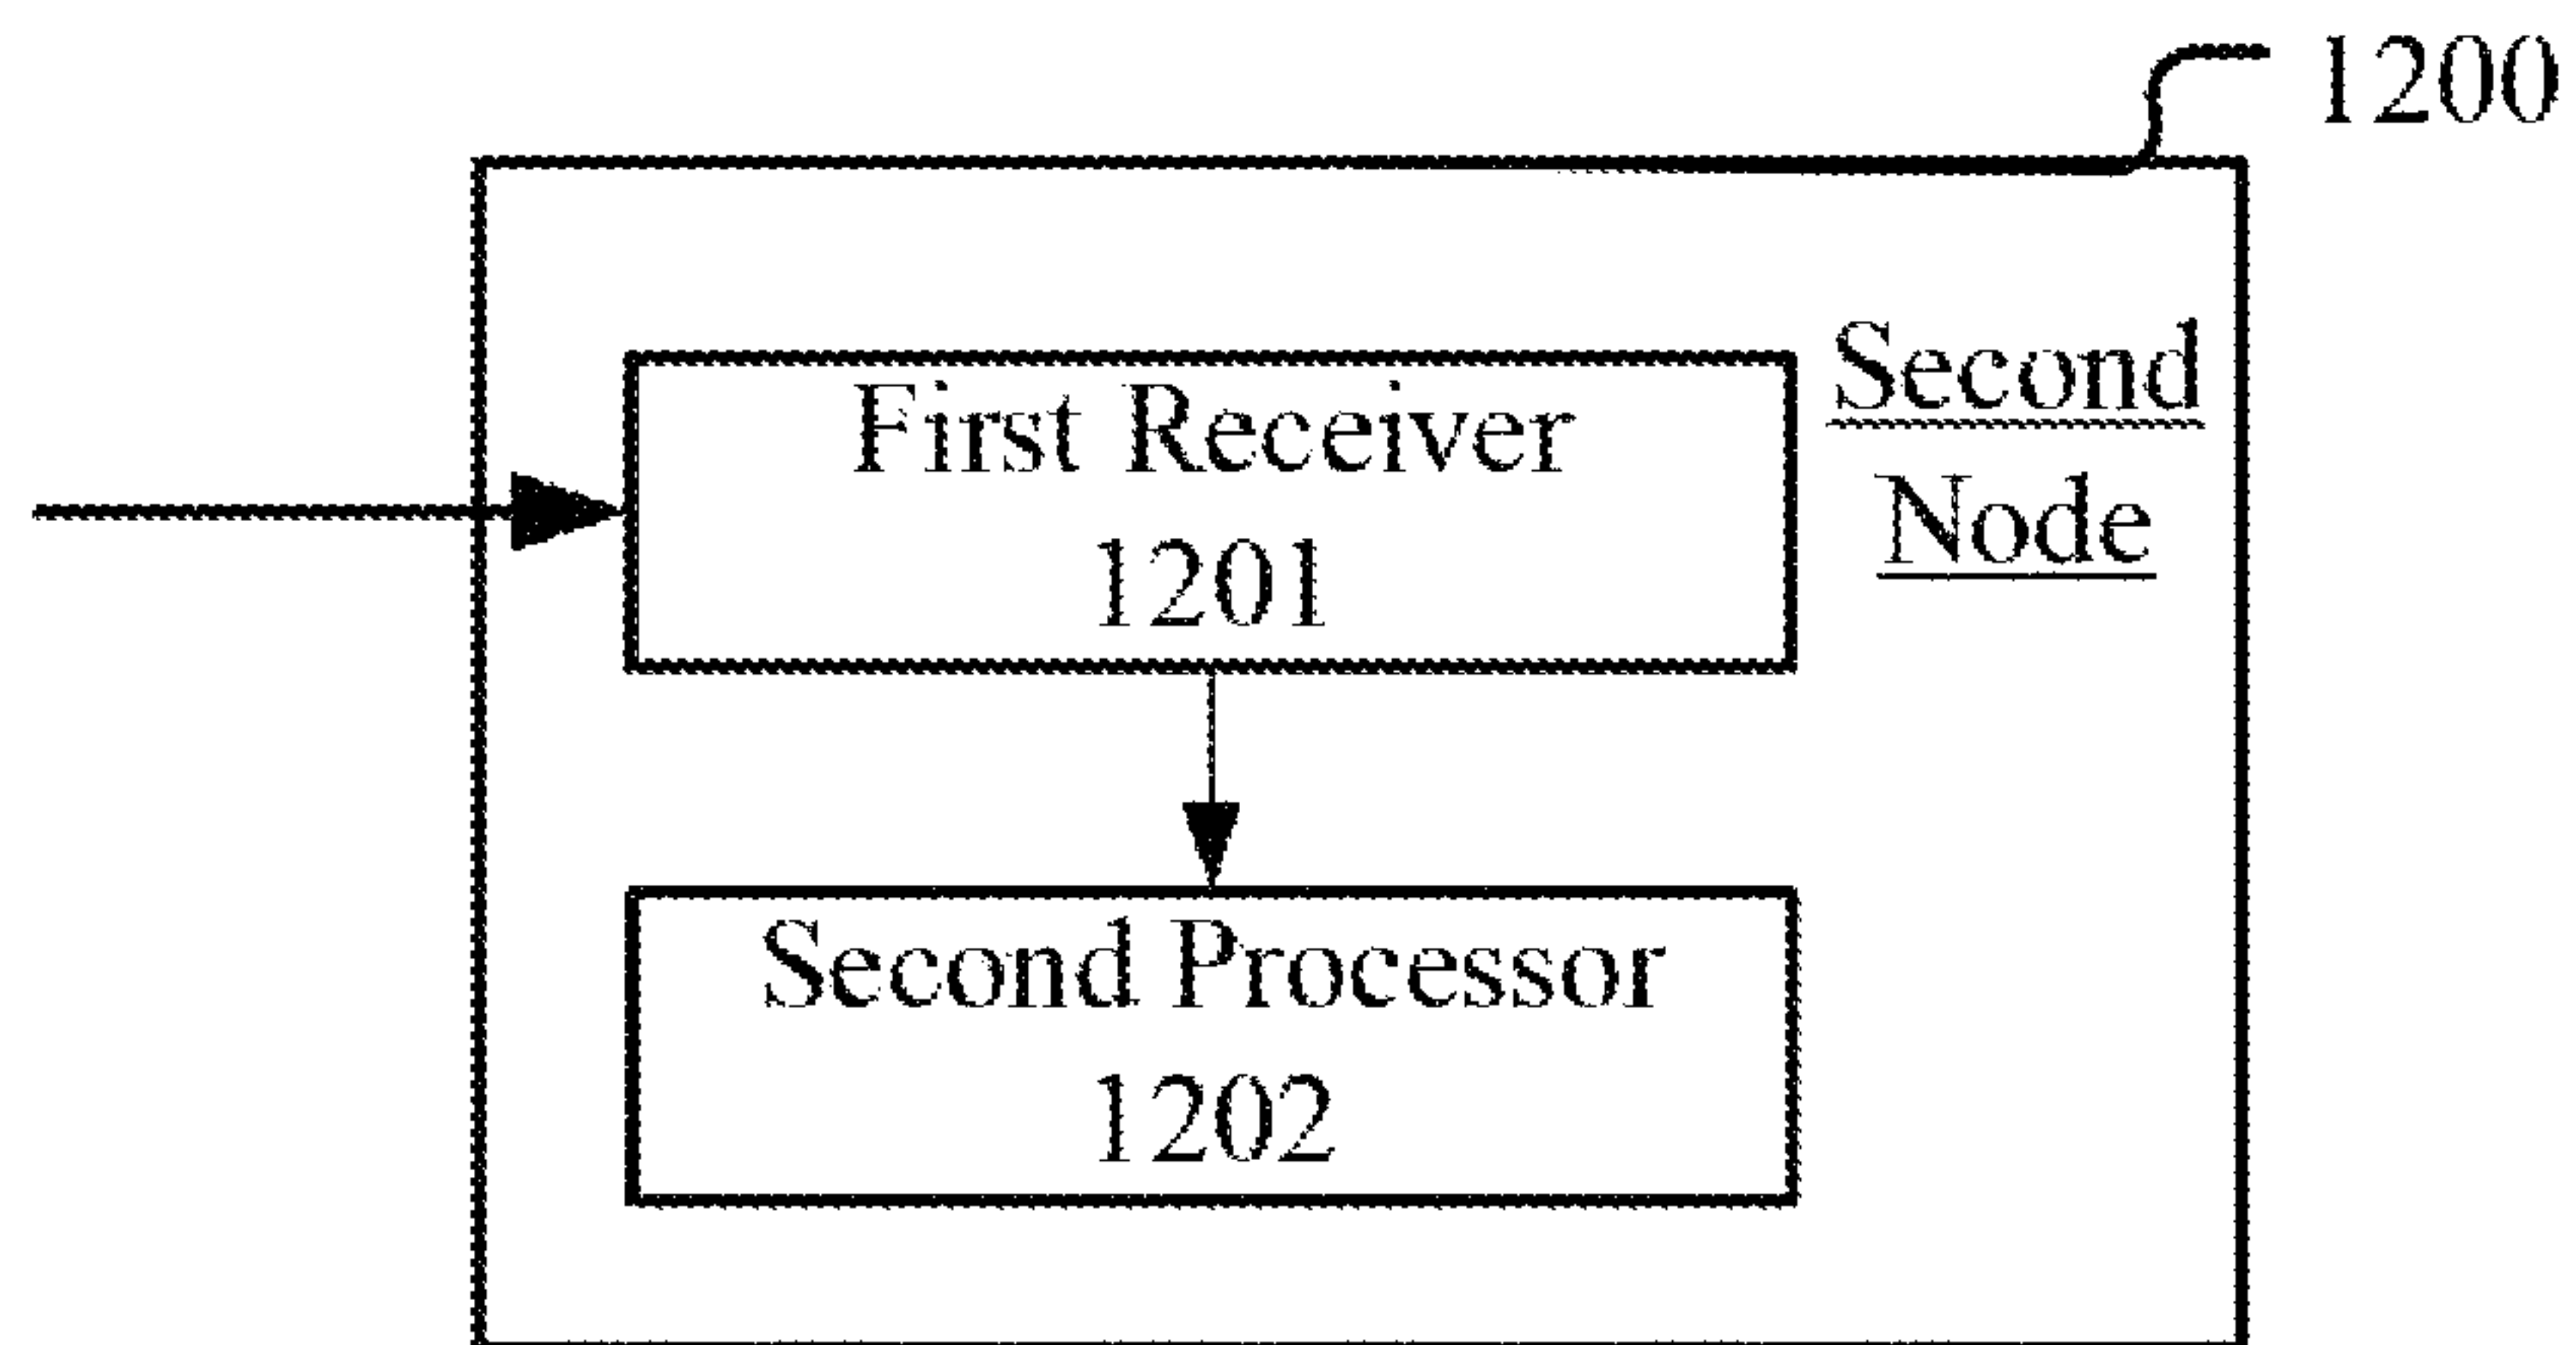 1200
First Receiver
1201
Second
Node
Second Processor
1202